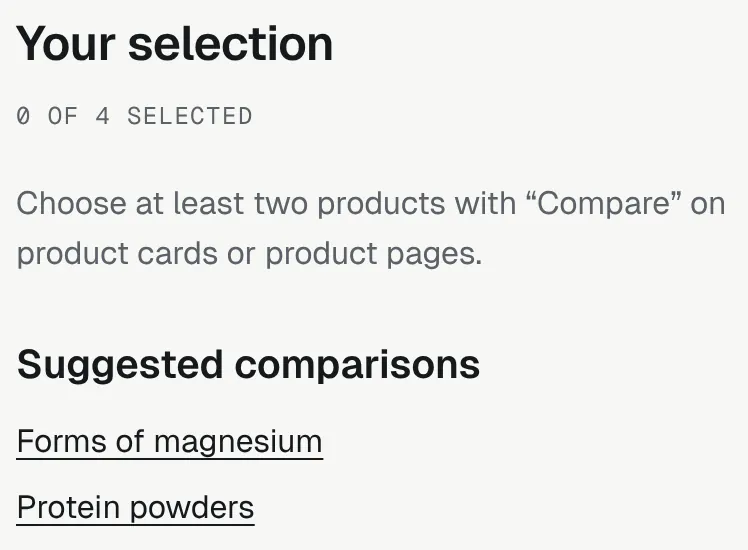 Your selection
0 OF 4 SELECTED
Choose at least two products with “Compare” on
product cards or product pages.
Suggested comparisons
Forms of magnesium
Protein powders